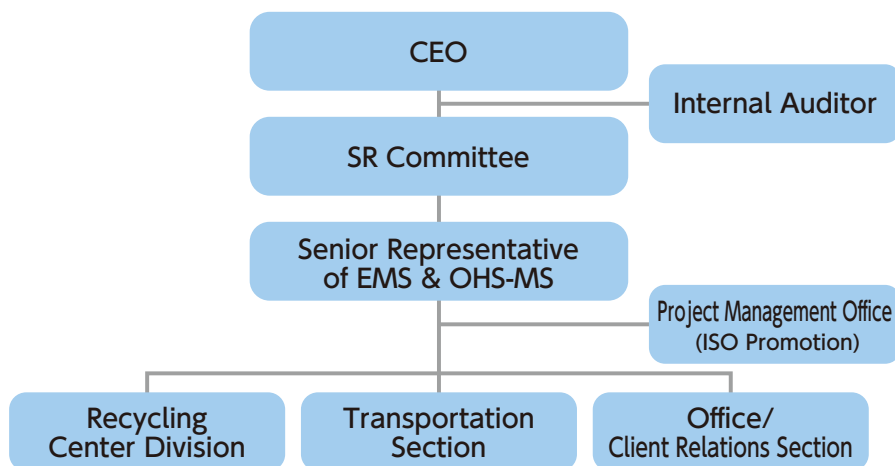 CEO
Internal Auditor
SR Committee
Senior Representative
of EMS & OHS-MS
Project Management Office
(ISO Promotion)
Recycling
Center Division
Transportation
Section
Office/
Client Relations Section